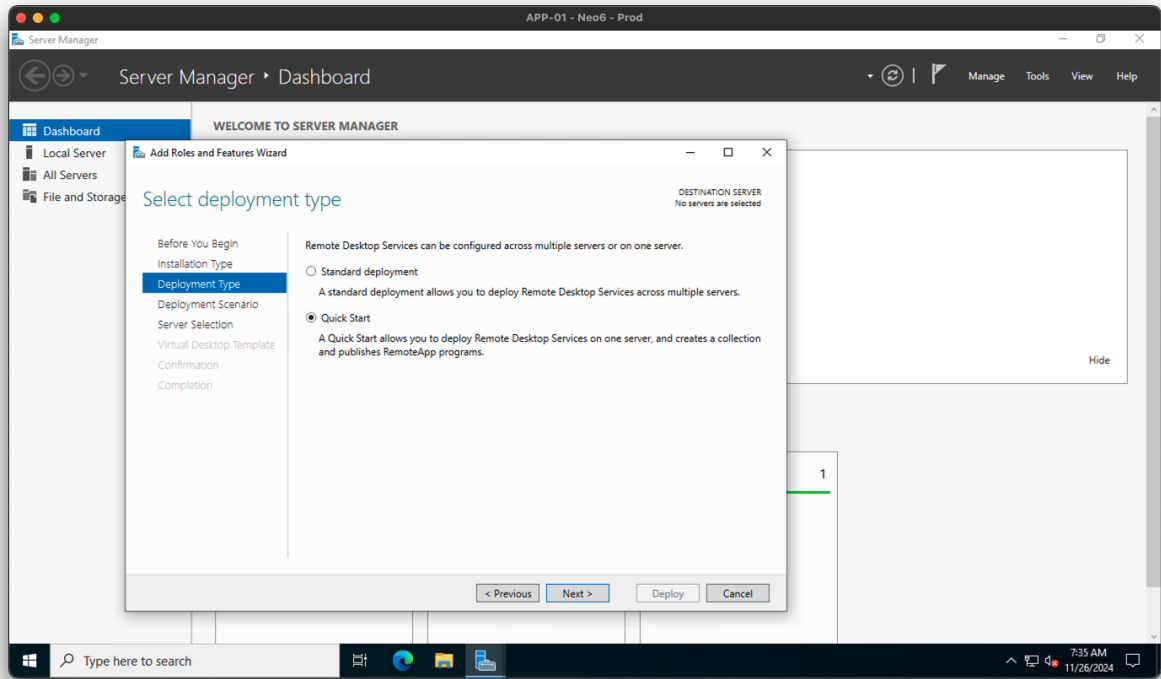 APP-01 - Neo6 - Prod
Server Manager
Server Manager ‣ Dashboard
Manage Tools View Help
Dashboard
Local Server
All Servers
File and Storage
WELCOME TO SERVER MANAGER
Add Roles and Features Wizard
Select deployment type
DESTINATION SERVER
No servers are selected
Before You Begin
Installation Type
Deployment Type
Deployment Scenario
Server Selection
Virtual Desktop Template
Confirmation
Completion
Remote Desktop Services can be configured across multiple servers or on one server.
Standard deployment
A standard deployment allows you to deploy Remote Desktop Services across multiple servers.
Quick Start
A Quick Start allows you to deploy Remote Desktop Services on one server, and creates a collection
and publishes RemoteApp programs.
Hide
1
< Previous Next > Deploy Cancel
Type here to search
7:35 AM
11/26/2024